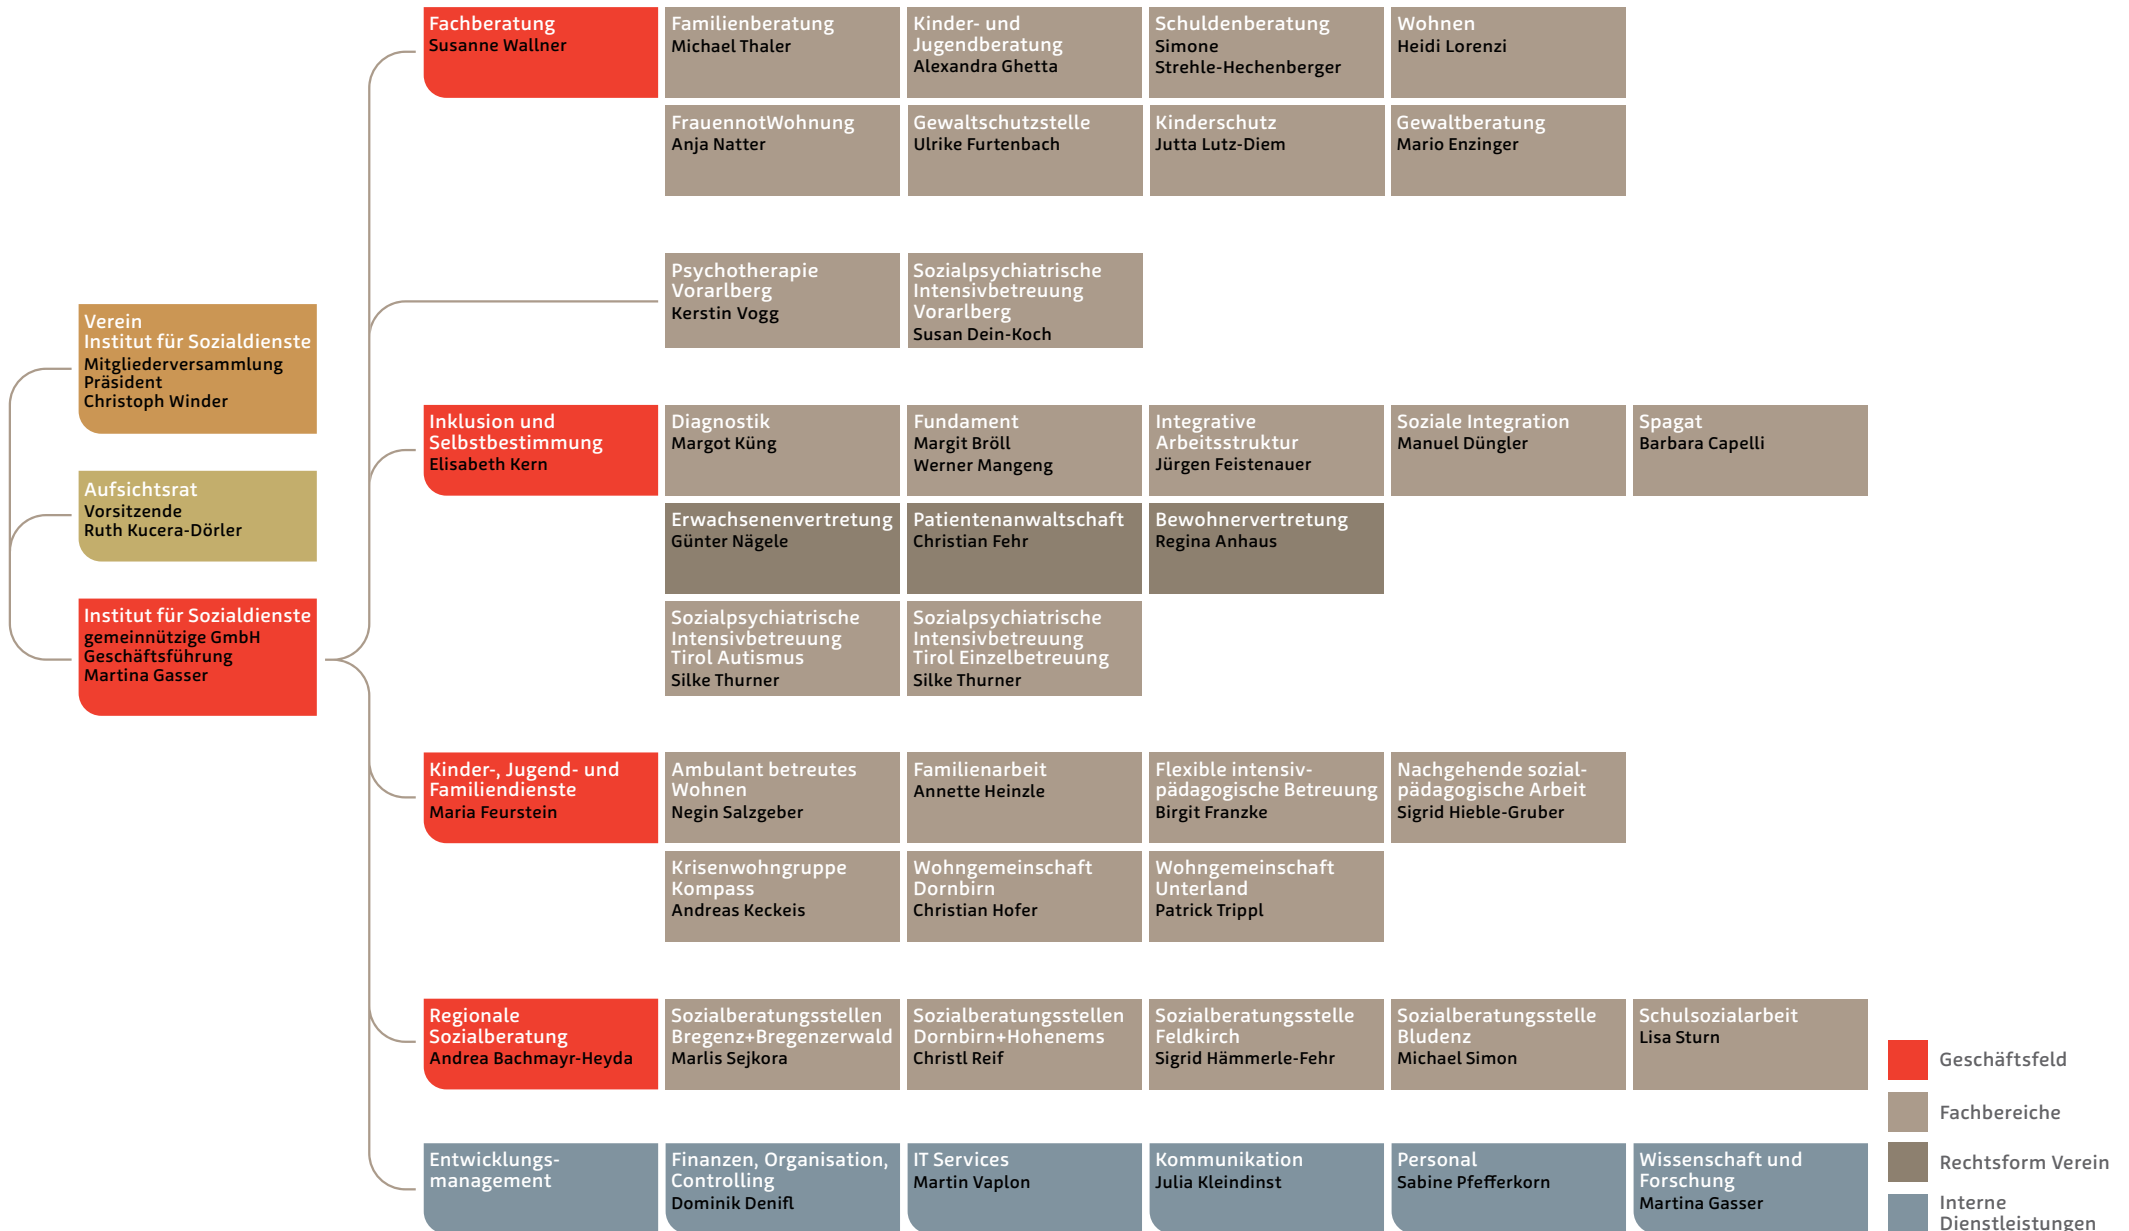 Verein
Institut für Sozialdienste
Mitgliederversammlung
Präsident
Christoph Winder
Aufsichtsrat
Vorsitzende
Ruth Kucera-Dörler
Institut für Sozialdienste
gemeinnützige GmbH
Geschäftsführung
Martina Gasser
Fachberatung
Susanne Wallner
Familienberatung
Michael Thaler
Kinder- und
Jugendberatung
Alexandra Ghetta
Schuldenberatung
Simone
Strehle-Hechenberger
Wohnen
Heidi Lorenzi
FrauennotWohnung
Anja Natter
Gewaltschutzstelle
Ulrike Furtenbach
Kinderschutz
Jutta Lutz-Diem
Gewaltberatung
Mario Enzinger
Psychotherapie
Vorarlberg
Kerstin Vogg
Sozialpsychiatrische
Intensivbetreuung
Vorarlberg
Susan Dein-Koch
Inklusion und
Selbstbestimmung
Elisabeth Kern
Diagnostik
Margot Küng
Fundament
Margit Bröll
Werner Mangeng
Integrative
Arbeitsstruktur
Jürgen Feistenauer
Soziale Integration
Manuel Düngler
Spagat
Barbara Capelli
Erwachsenenvertretung
Günter Nägele
Patientenanwaltschaft
Christian Fehr
Bewohnervertretung
Regina Anhaus
Sozialpsychiatrische
Intensivbetreuung
Tirol Autismus
Silke Thurner
Sozialpsychiatrische
Intensivbetreuung
Tirol Einzelbetreuung
Silke Thurner
Kinder-, Jugend- und
Familiendienste
Maria Feurstein
Ambulant betreutes
Wohnen
Negin Salzgeber
Familienarbeit
Annette Heinzle
Flexible intensiv-
pädagogische Betreuung
Birgit Franzke
Nachgehende sozial-
pädagogische Arbeit
Sigrid Hieble-Gruber
Krisenwohngruppe
Kompass
Andreas Keckeis
Wohngemeinschaft
Dornbirn
Christian Hofer
Wohngemeinschaft
Unterland
Patrick Trippl
Regionale
Sozialberatung
Andrea Bachmayr-Heyda
Sozialberatungsstellen
Bregenz+Bregenzerwald
Marlis Sejkora
Sozialberatungsstellen
Dornbirn+Hohenems
Christl Reif
Sozialberatungsstelle
Feldkirch
Sigrid Hämmerle-Fehr
Sozialberatungsstelle
Bludenz
Michael Simon
Schulsozialarbeit
Lisa Sturn
Entwicklungs-
management
Finanzen, Organisation,
Controlling
Dominik Denifl
IT Services
Martin Vaplon
Kommunikation
Julia Kleindinst
Personal
Sabine Pfefferkorn
Wissenschaft und
Forschung
Martina Gasser
Geschäftsfeld
Fachbereiche
Rechtsform Verein
Interne
Dienstleistungen